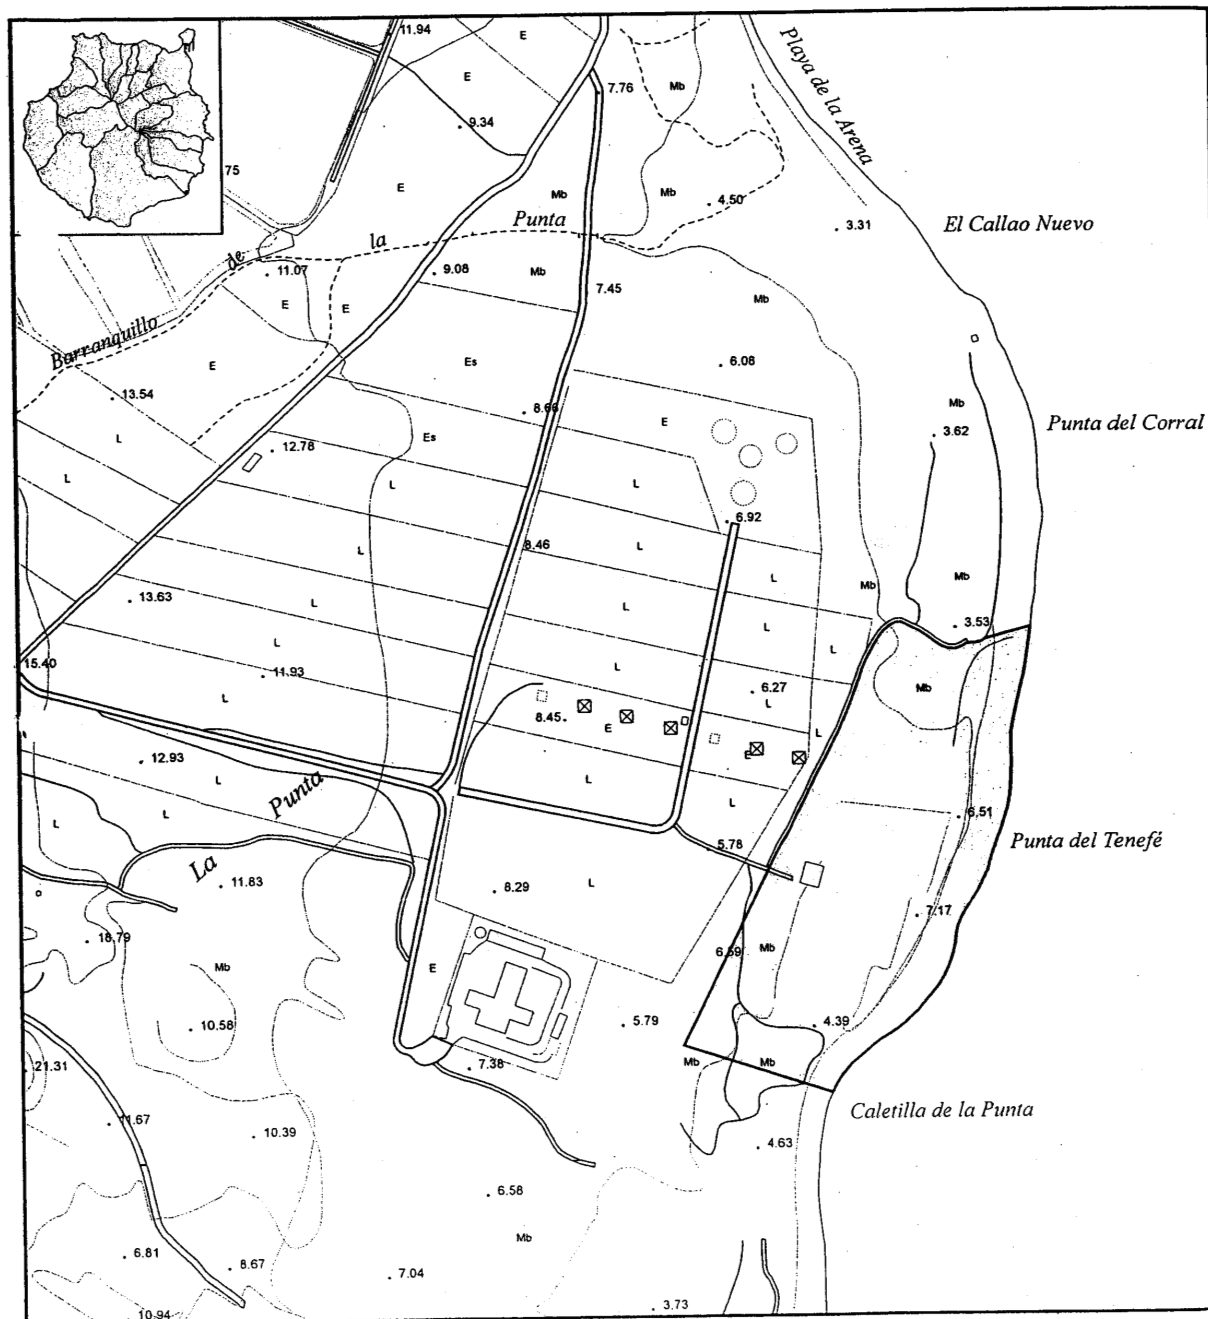 11.94
E
Playa de la Arena
E
7.76
Mb
9.34
75
E
Mb
Mb
4.50
3.31
El Callao Nuevo
Barranquillo de la Punta
11.07
9.08
Mb
7.45
Mb
E
E
Es
6.08
E
13.54
8.66
Mb
E
Punta del Corral
L
Es
3.62
12.78
L
L
L
6.92
8.46
L
L
L
Mb
Mb
13.63
L
L
3.53
L
L
L
15.40
11.93
L
6.27
Mb
L
L
8.45
E
L
12.93
E
L
L
L
La Punta
L
L
6.51
5.78
Punta del Tenefé
11.83
8.29
L
7.17
18.79
6.59
Mb
Mb
E
10.58
5.79
4.39
21.31
7.38
Mb
Mb
11.67
10.39
Caletilla de la Punta
4.63
6.58
Mb
6.81
8.67
7.04
10.94
3.73